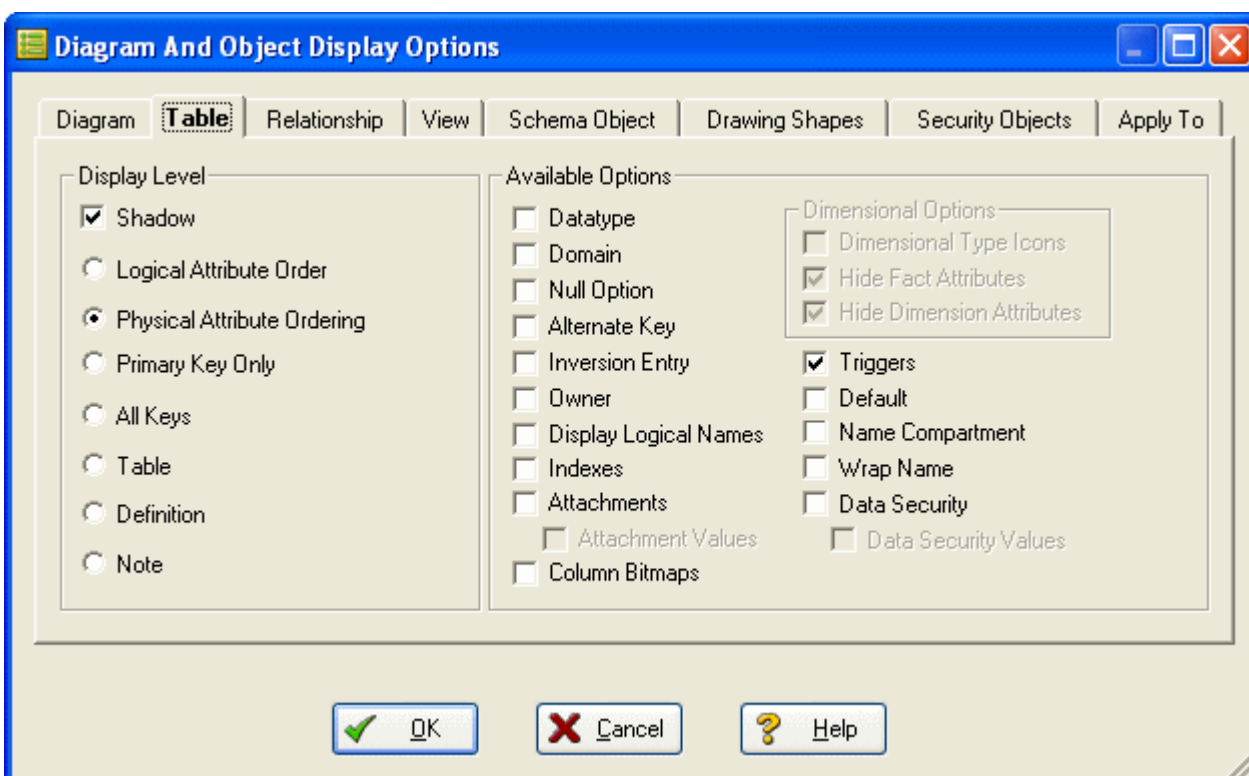 Diagram And Object Display Options
Diagram Table Relationship View Schema Object Drawing Shapes Security Objects Apply To
Display Level
Shadow
Logical Attribute Order
Physical Attribute Ordering
Primary Key Only
All Keys
Table
Definition
Note
Available Options
Datatype
Domain
Null Option
Alternate Key
Inversion Entry
Owner
Display Logical Names
Indexes
Attachments
Attachment Values
Column Bitmaps
Dimensional Options
Dimensional Type Icons
Hide Fact Attributes
Hide Dimension Attributes
Triggers
Default
Name Compartment
Wrap Name
Data Security
Data Security Values
OK Cancel Help